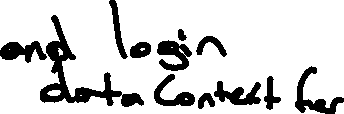 and login
data context for